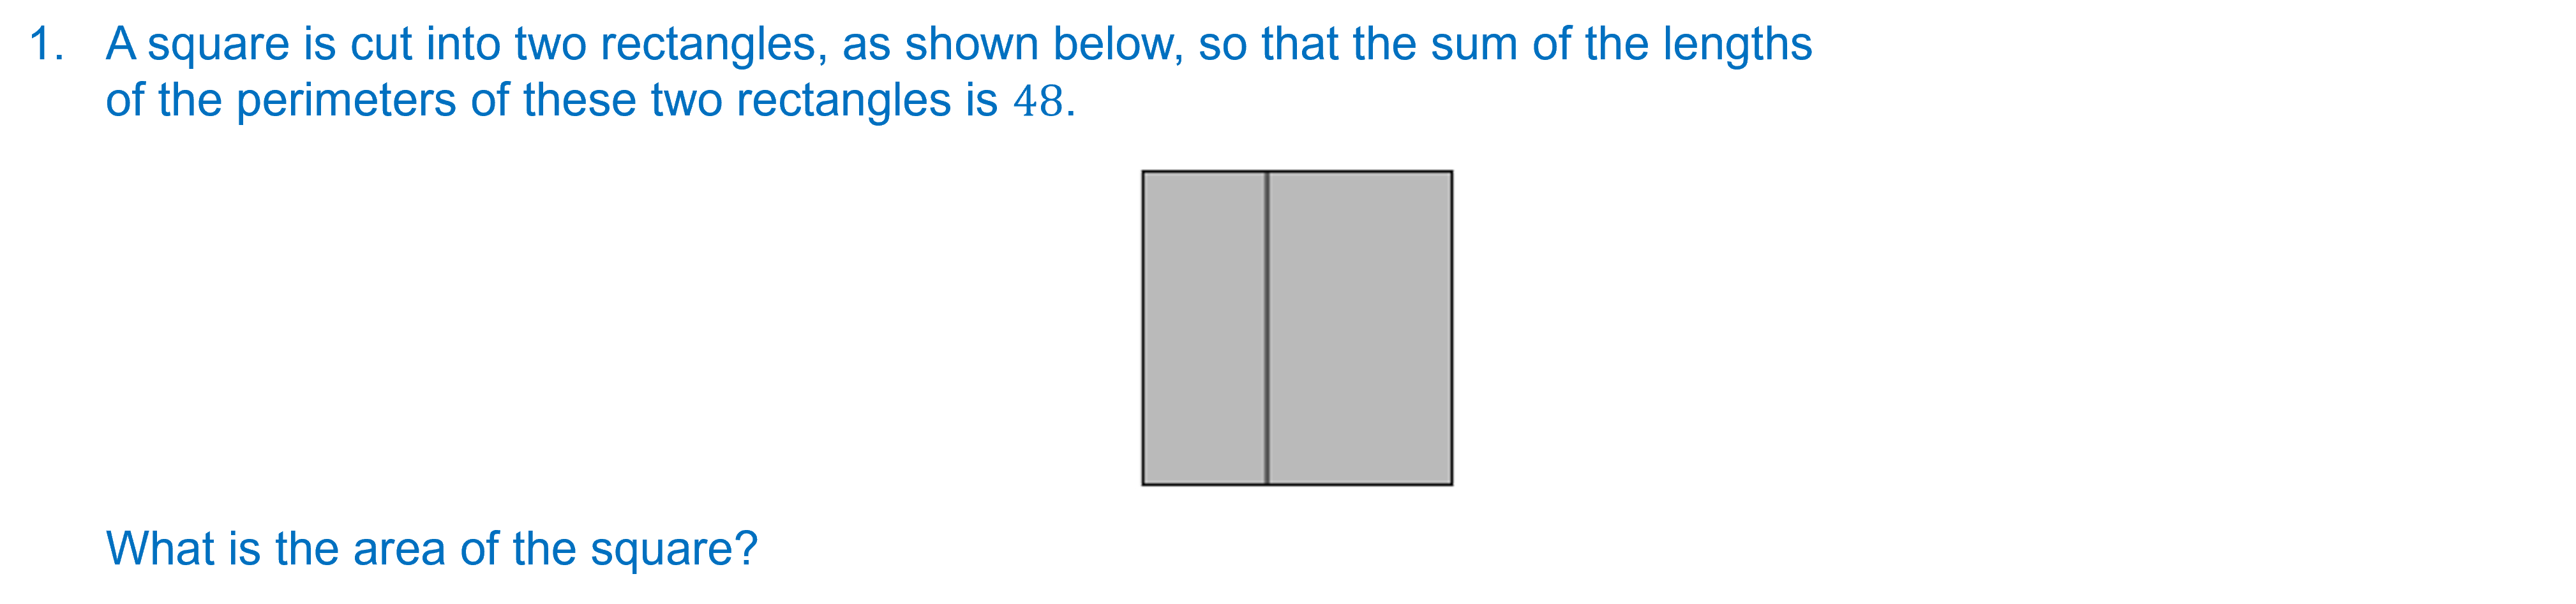 1. A square is cut into two rectangles, as shown below, so that the sum of the lengths
of the perimeters of these two rectangles is 48.
What is the area of the square?